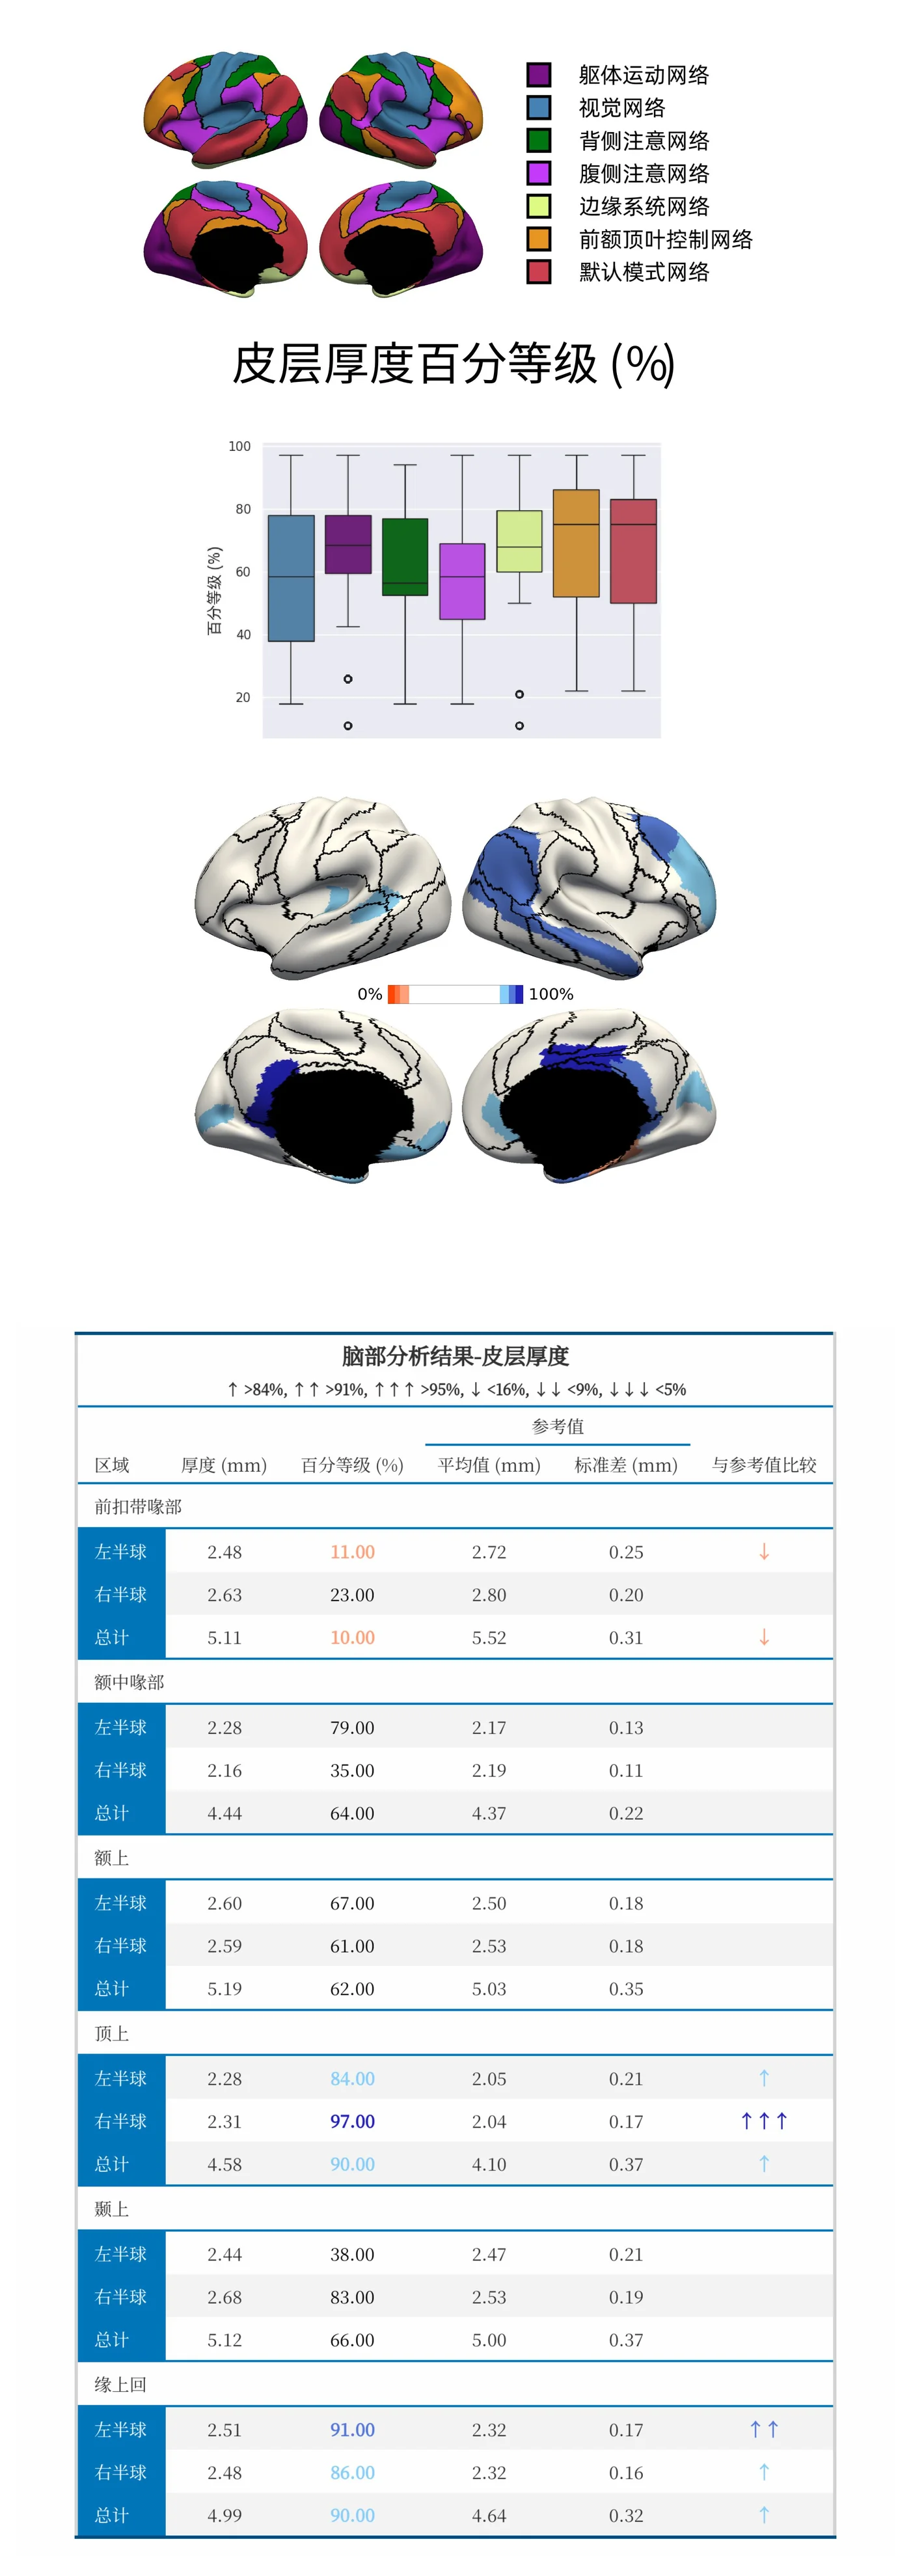 躯体运动网络
视觉网络
背侧注意网络
腹侧注意网络
边缘系统网络
前额顶叶控制网络
默认模式网络
皮层厚度百分等级 (%)
百分等级 (%)
100
80
60
40
20
0% 100%
脑部分析结果-皮层厚度
↑ >84%, ↑↑ >91%, ↑↑↑ >95%, ↓ <16%, ↓↓ <9%, ↓↓↓ <5%
参考值
区域 厚度 (mm) 百分等级 (%) 平均值 (mm) 标准差 (mm) 与参考值比较
前扣带喙部
左半球 2.48 11.00 2.72 0.25 ↓
右半球 2.63 23.00 2.80 0.20
总计 5.11 10.00 5.52 0.31 ↓
额中喙部
左半球 2.28 79.00 2.17 0.13
右半球 2.16 35.00 2.19 0.11
总计 4.44 64.00 4.37 0.22
额上
左半球 2.60 67.00 2.50 0.18
右半球 2.59 61.00 2.53 0.18
总计 5.19 62.00 5.03 0.35
顶上
左半球 2.28 84.00 2.05 0.21 ↑
右半球 2.31 97.00 2.04 0.17 ↑↑↑
总计 4.58 90.00 4.10 0.37 ↑
颞上
左半球 2.44 38.00 2.47 0.21
右半球 2.68 83.00 2.53 0.19
总计 5.12 66.00 5.00 0.37
缘上回
左半球 2.51 91.00 2.32 0.17 ↑↑
右半球 2.48 86.00 2.32 0.16 ↑
总计 4.99 90.00 4.64 0.32 ↑